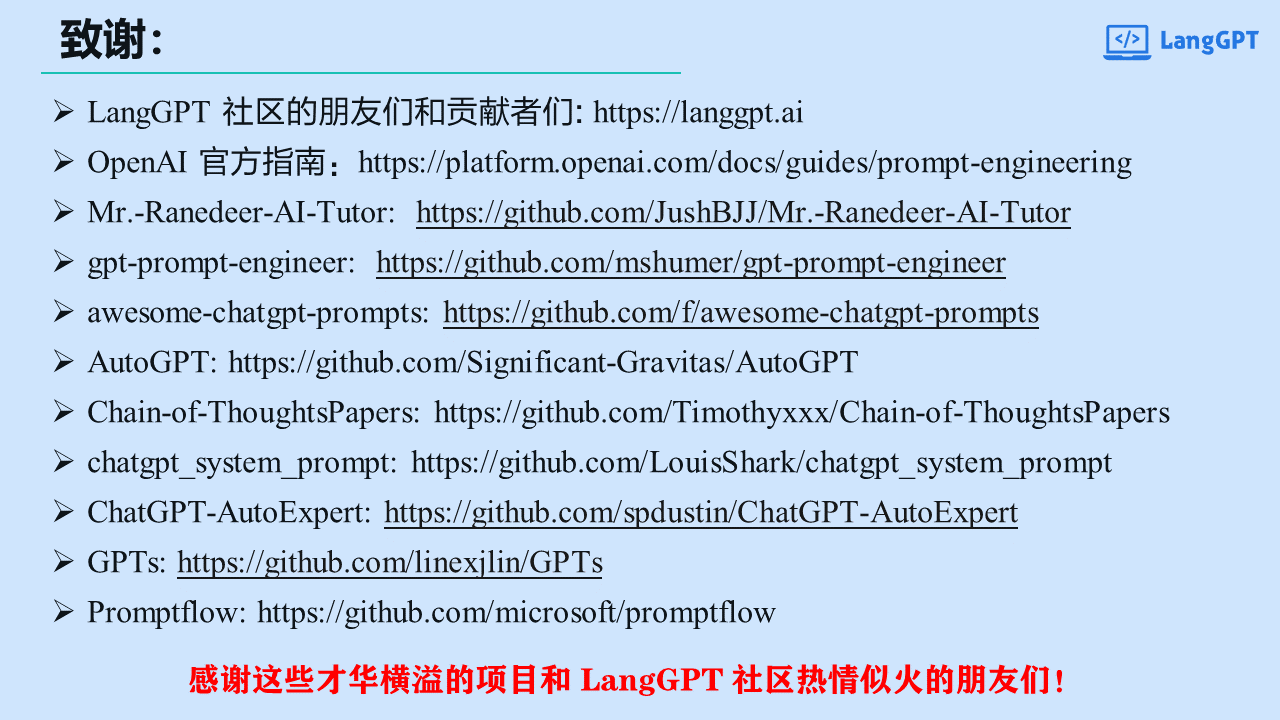 致谢：
</> LangGPT
➢ LangGPT 社区的朋友们和贡献者们: https://langgpt.ai
➢ OpenAI 官方指南：https://platform.openai.com/docs/guides/prompt-engineering
➢ Mr.-Ranedeer-AI-Tutor: https://github.com/JushBJJ/Mr.-Ranedeer-AI-Tutor
➢ gpt-prompt-engineer: https://github.com/mshumer/gpt-prompt-engineer
➢ awesome-chatgpt-prompts: https://github.com/f/awesome-chatgpt-prompts
➢ AutoGPT: https://github.com/Significant-Gravitas/AutoGPT
➢ Chain-of-ThoughtsPapers: https://github.com/Timothyxxx/Chain-of-ThoughtsPapers
➢ chatgpt_system_prompt: https://github.com/LouisShark/chatgpt_system_prompt
➢ ChatGPT-AutoExpert: https://github.com/spdustin/ChatGPT-AutoExpert
➢ GPTs: https://github.com/linexjlin/GPTs
➢ Promptflow: https://github.com/microsoft/promptflow
感谢这些才华横溢的项目和 LangGPT 社区热情似火的朋友们！